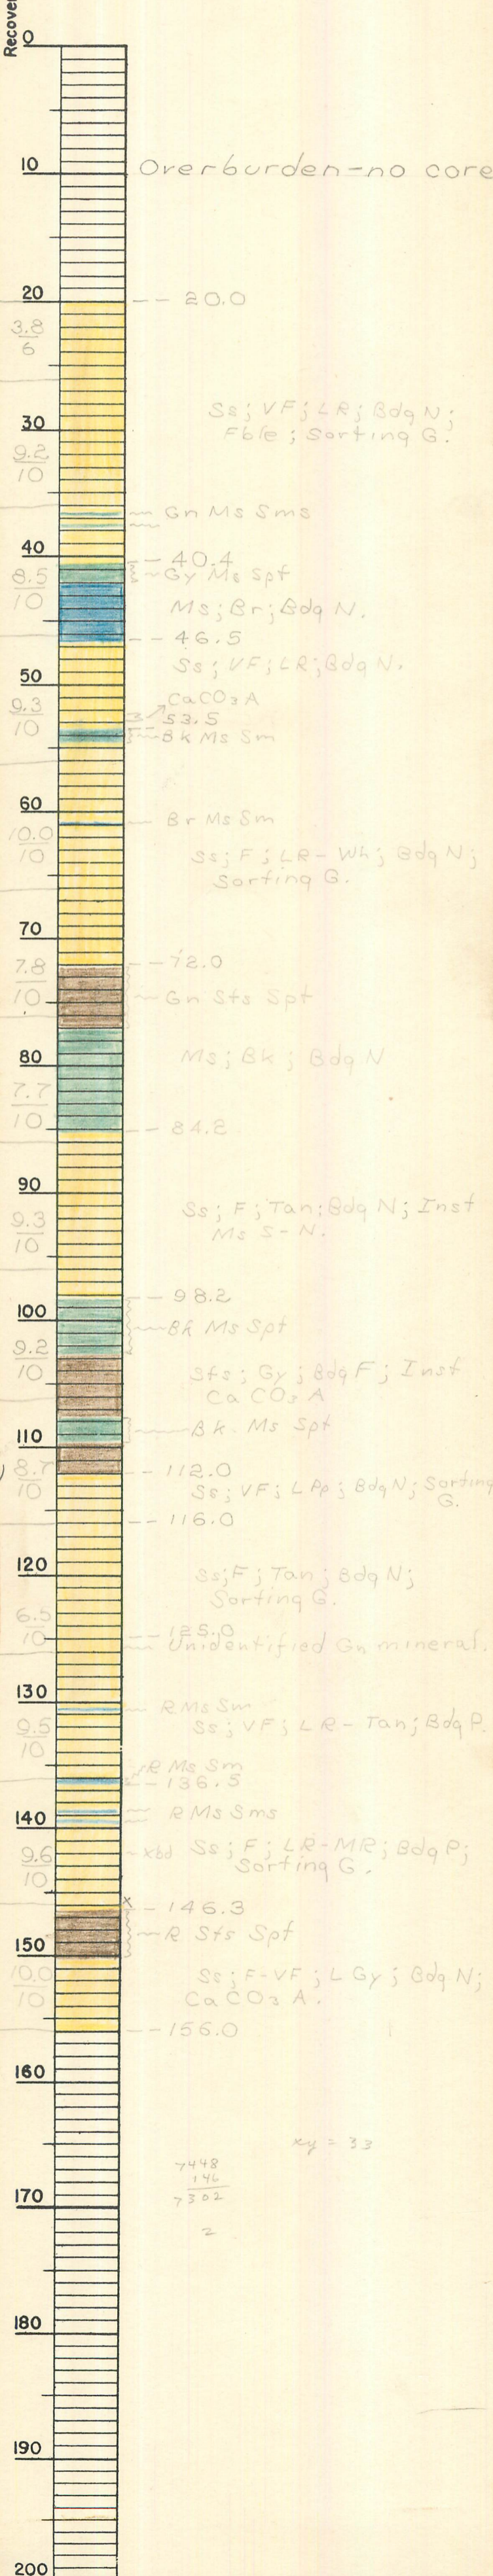 Recover
0
10
Overburden-no core
20
-- 20.0
3.8
6
Ss; VF; LR; Bdg N;
Fble; Sorting G.
30
9.2
10
Gn Ms Sms
40
-- 40.4
Gy Ms Spt
8.5
10
Ms; Br; Bdg N.
-- 46.5
Ss; VF; LR; Bdg N.
50
CaCO3 A
9.3
10
53.5
Bk Ms Sm
60
Br Ms Sm
10.0
10
Ss; F; LR-Wh; Bdg N;
Sorting G.
70
-- 72.0
7.8
10
Gn Sts Spt
80
Ms; Bk; Bdg N
7.7
10
-- 84.8
90
Ss; F; Tan; Bdg N; Inst
Ms S-N.
9.3
10
-- 98.2
100
Bk Ms Spt
9.2
10
Sts; Gy; Bdg F; Inst
CaCO3 A
110
Bk Ms Spt
-- 112.0
8.7
10
Ss; VF; L Pp; Bdg N; Sorting
G.
-- 116.0
120
Ss; F; Tan; Bdg N;
Sorting G.
6.5
10
-- 125.0
Unidentified Gn mineral.
130
R Ms Sm
9.5
10
Ss; VF; LR-Tan; Bdg P.
R Ms Sm
-- 136.5
R Ms Sms
140
9.6
10
xbd
Ss; F; LR-MR; Bdg P;
Sorting G.
x
-- 146.3
R Sts Spt
150
10.0
10
Ss; F-VF; L Gy; Bdg N;
CaCO3 A.
-- 156.0
160
xy = 33
7448
146
7302
170
2
180
190
200